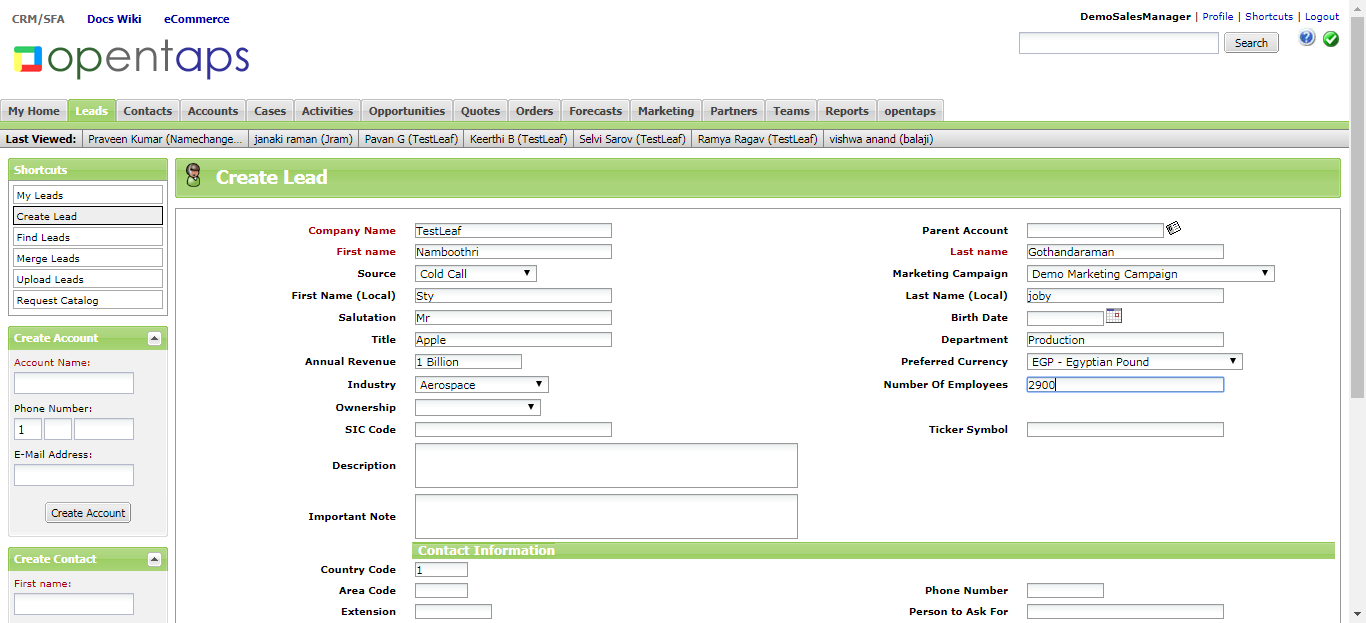 CRM/SFA Docs Wiki eCommerce
DemoSalesManager | Profile | Shortcuts | Logout
opentaps
Search
?
My Home Leads Contacts Accounts Cases Activities Opportunities Quotes Orders Forecasts Marketing Partners Teams Reports opentaps
Last Viewed: Praveen Kumar (Namechange... janaki raman (Jram) Pavan G (TestLeaf) Keerthi B (TestLeaf) Selvi Sarov (TestLeaf) Ramya Ragav (TestLeaf) vishwa anand (balaji)
Shortcuts
My Leads
Create Lead
Find Leads
Merge Leads
Upload Leads
Request Catalog
Create Account
Account Name:
Phone Number:
1
E-Mail Address:
Create Account
Create Contact
First name:
Create Lead
Company Name TestLeaf Parent Account
First name Namboothri Last name Gothandaraman
Source Cold Call Marketing Campaign Demo Marketing Campaign
First Name (Local) Sty Last Name (Local) joby
Salutation Mr Birth Date
Title Apple Department Production
Annual Revenue 1 Billion Preferred Currency EGP - Egyptian Pound
Industry Aerospace Number Of Employees 2900
Ownership
SIC Code Ticker Symbol
Description
Important Note
Contact Information
Country Code 1
Area Code Phone Number
Extension Person to Ask For